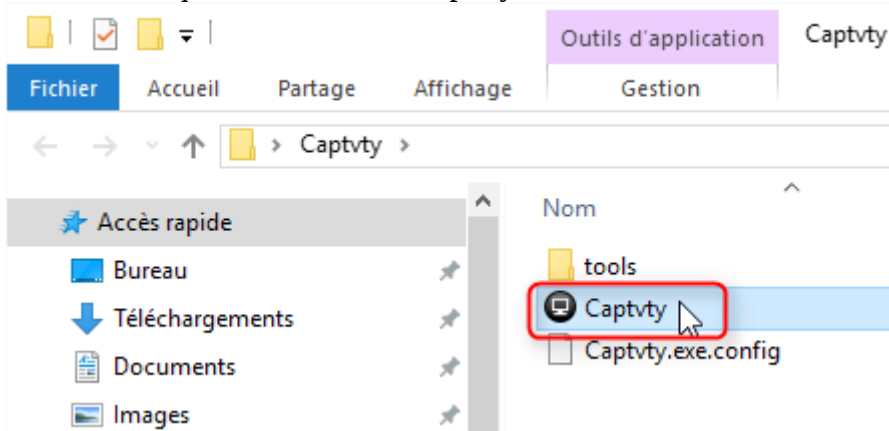 Outils d'application Captvty
Fichier Accueil Partage Affichage Gestion
Captvty
Accès rapide
Bureau
Téléchargements
Documents
Images
Nom
tools
Captvty
Captvty.exe.config